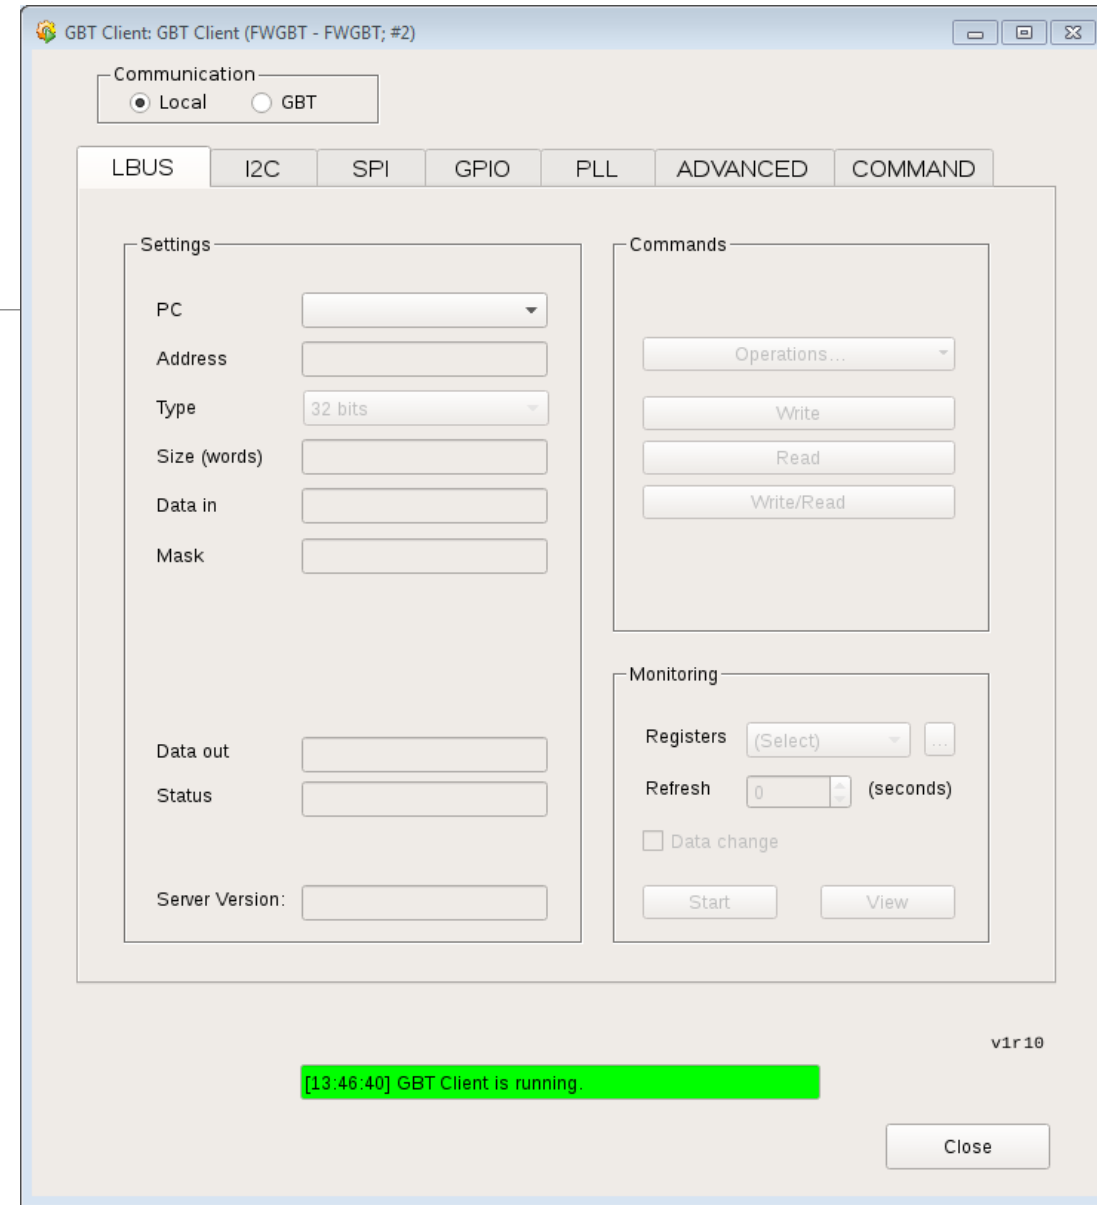 GBT Client: GBT Client (FWGBT - FWGBT; #2)
Communication
Local GBT
LBUS I2C SPI GPIO PLL ADVANCED COMMAND
Settings
PC
Address
Type 32 bits
Size (words)
Data in
Mask
Data out
Status
Server Version:
Commands
Operations...
Write
Read
Write/Read
Monitoring
Registers (Select) ...
Refresh 0 (seconds)
Data change
Start View
v1r10
[13:46:40] GBT Client is running.
Close